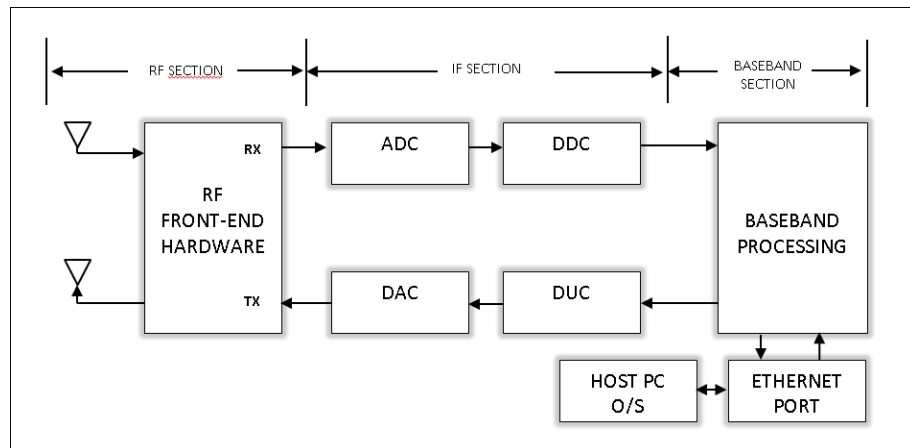 RF SECTION
IF SECTION
BASEBAND
SECTION
RX
ADC
DDC
RF
FRONT-END
HARDWARE
BASEBAND
PROCESSING
TX
DAC
DUC
HOST PC
O/S
ETHERNET
PORT